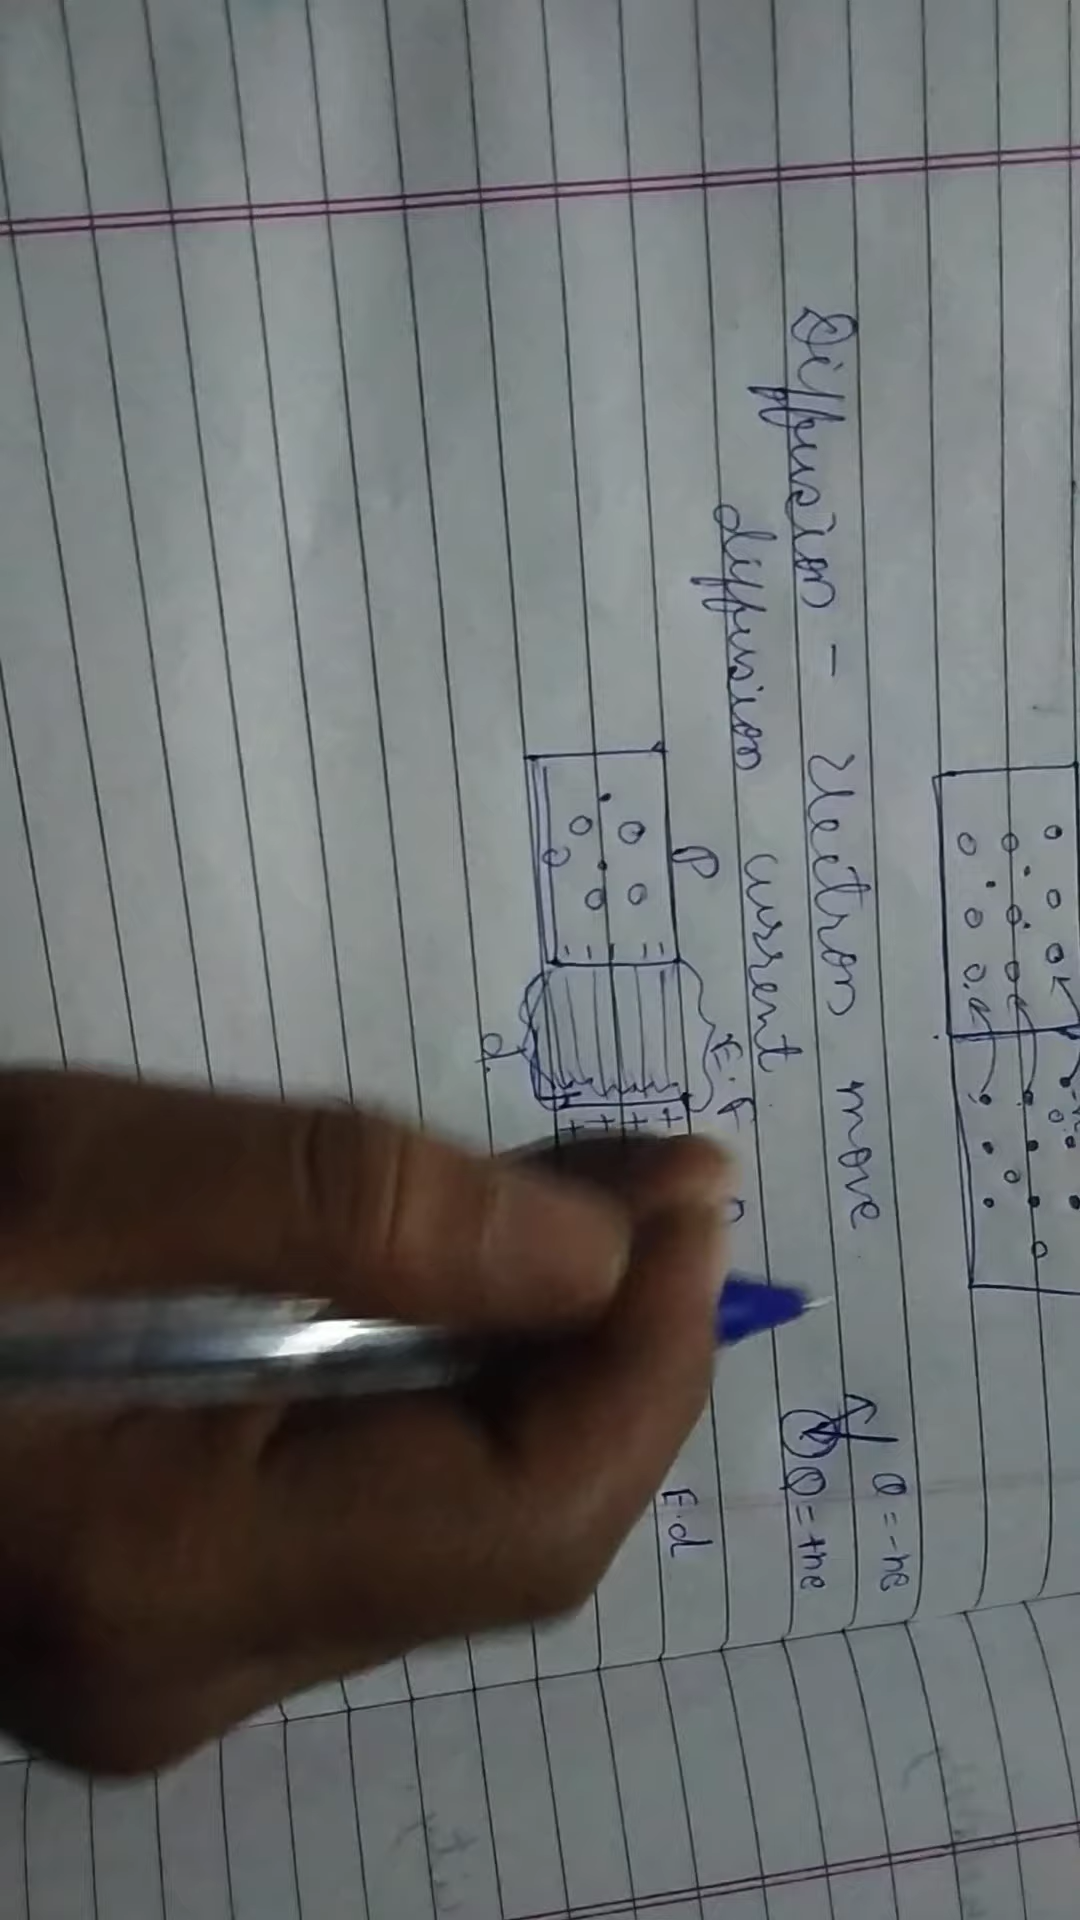 Diffusion - Electron move
diffusion current
Q = -ne
Q = +ne
P
E.f
n
E.d
- - - =
+ + + +
d.